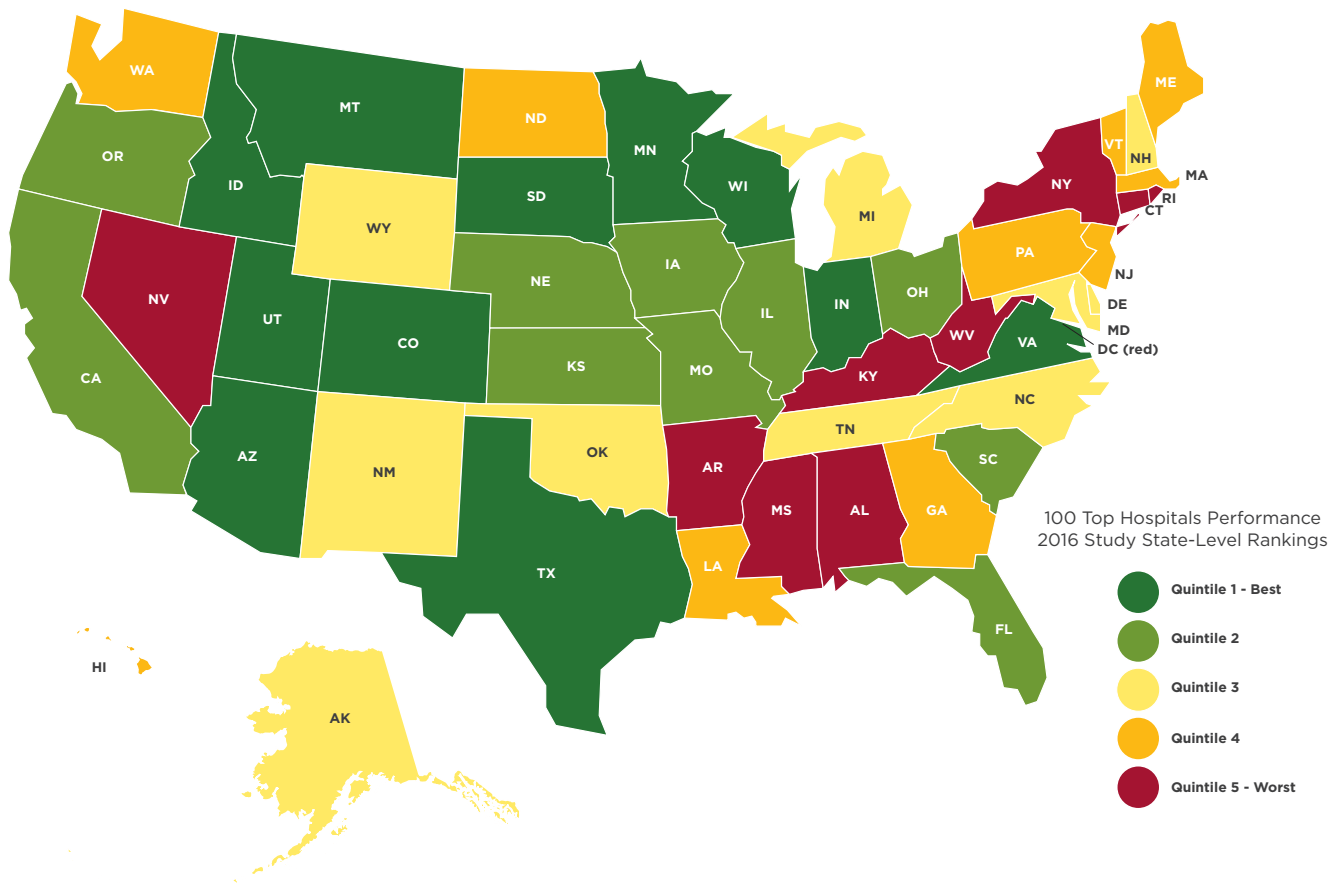 WA
MT
ND
ME
OR
ID
MN
VT
NH
WI
SD
NY
MA
RI
CT
WY
MI
PA
NJ
NV
UT
NE
IA
IL
IN
OH
DE
MD
DC (red)
WV
VA
CO
CA
KS
MO
KY
NC
TN
AZ
NM
OK
AR
SC
MS
AL
GA
TX
LA
FL
HI
AK
100 Top Hospitals Performance
2016 Study State-Level Rankings
Quintile 1 - Best
Quintile 2
Quintile 3
Quintile 4
Quintile 5 - Worst